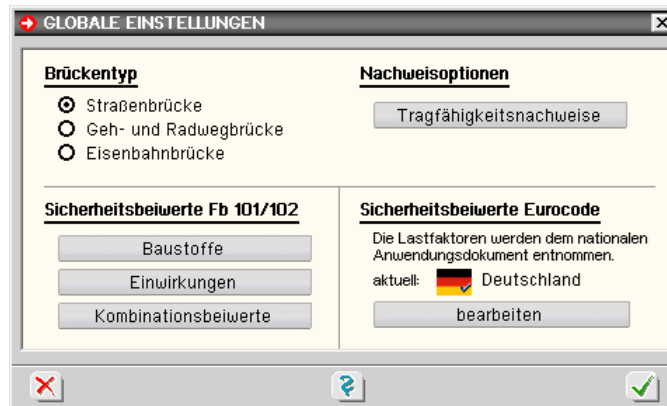 GLOBALE EINSTELLUNGEN
Brückentyp
Straßenbrücke
Geh- und Radwegbrücke
Eisenbahnbrücke
Nachweisoptionen
Tragfähigkeitsnachweise
Sicherheitsbeiwerte Fb 101/102
Baustoffe
Einwirkungen
Kombinationsbeiwerte
Sicherheitsbeiwerte Eurocode
Die Lastfaktoren werden dem nationalen
Anwendungsdokument entnommen.
aktuell: Deutschland
bearbeiten